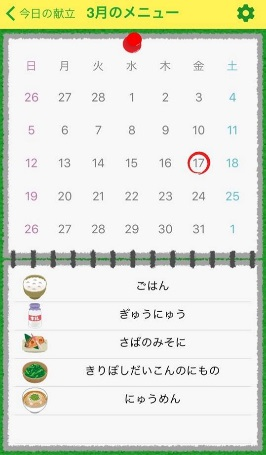 今日の献立 3月のメニュー
日 月 火 水 木 金 土
26 27 28 1 2 3 4
5 6 7 8 9 10 11
12 13 14 15 16 17 18
19 20 21 22 23 24 25
26 27 28 29 30 31 1
ごはん
ぎゅうにゅう
さばのみそに
きりぼしだいこんのにもの
にゅうめん